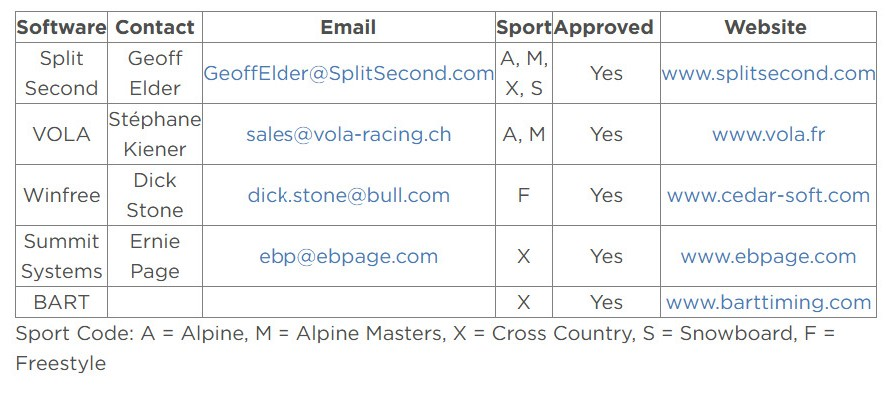 Software Contact Email Sport Approved Website
Split Second Geoff Elder GeoffElder@SplitSecond.com A, M, X, S Yes www.splitsecond.com
VOLA Stéphane Kiener sales@vola-racing.ch A, M Yes www.vola.fr
Winfree Dick Stone dick.stone@bull.com F Yes www.cedar-soft.com
Summit Systems Ernie Page ebp@ebpage.com X Yes www.ebpage.com
BART X Yes www.barttiming.com
Sport Code: A = Alpine, M = Alpine Masters, X = Cross Country, S = Snowboard, F =
Freestyle